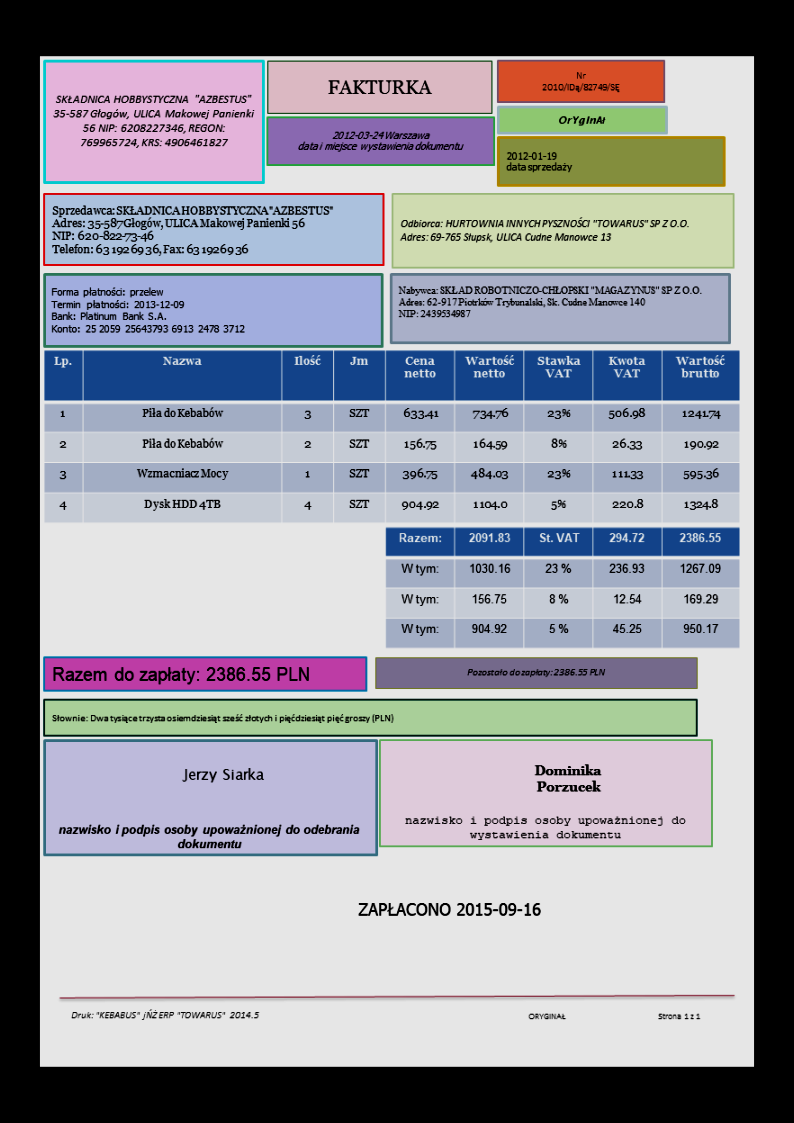 SKŁADNICA HOBBYSTYCZNA "AZBESTUS"
35-587 Głogów, ULICA Makowej Panienki
56 NIP: 6208227346, REGON:
769965724, KRS: 4906461827
FAKTURKA
2012-03-24 Warszawa
data i miejsce wystawienia dokumentu
Nr
2010/IDą/82749/SĘ
OrYgInAł
2012-01-19
data sprzedaży
Sprzedawca: SKŁADNICA HOBBYSTYCZNA "AZBESTUS"
Adres: 35-587 Głogów, ULICA Makowej Panienki 56
NIP: 620-822-73-46
Telefon: 63 192 69 36, Fax: 63 192 69 36
Odbiorca: HURTOWNIA INNYCH PYSZNOŚCI "TOWARUS" SP Z O.O.
Adres: 69-765 Słupsk, ULICA Cudne Manowce 13
Forma płatności: przelew
Termin płatności: 2013-12-09
Bank: Platinum Bank S.A.
Konto: 25 2059 25643793 6913 2478 3712
Nabywca: SKŁAD ROBOTNICZO-CHŁOPSKI "MAGAZYNUS" SP Z O.O.
Adres: 62-917 Piotrków Trybunalski, Sk. Cudne Manowce 140
NIP: 2439534987
Lp. Nazwa Ilość Jm Cena netto Wartość netto Stawka VAT Kwota VAT Wartość brutto
1 Piła do Kebabów 3 SZT 633.41 734.76 23% 506.98 1241.74
2 Piła do Kebabów 2 SZT 156.75 164.59 8% 26.33 190.92
3 Wzmacniacz Mocy 1 SZT 396.75 484.03 23% 111.33 595.36
4 Dysk HDD 4TB 4 SZT 904.92 1104.0 5% 220.8 1324.8
Razem: 2091.83 St. VAT 294.72 2386.55
W tym: 1030.16 23 % 236.93 1267.09
W tym: 156.75 8 % 12.54 169.29
W tym: 904.92 5 % 45.25 950.17
Razem do zapłaty: 2386.55 PLN
Pozostało do zapłaty: 2386.55 PLN
Słownie: Dwa tysiące trzysta osiemdziesiąt sześć złotych i pięćdziesiąt pięć groszy (PLN)
Jerzy Siarka
nazwisko i podpis osoby upoważnionej do odebrania
dokumentu
Dominika
Porzucek
nazwisko i podpis osoby upoważnionej do
wystawienia dokumentu
ZAPŁACONO 2015-09-16
Druk: "KEBABUS" jŃŻ ERP "TOWARUS" 2014.5
ORYGINAŁ
Strona 1 z 1